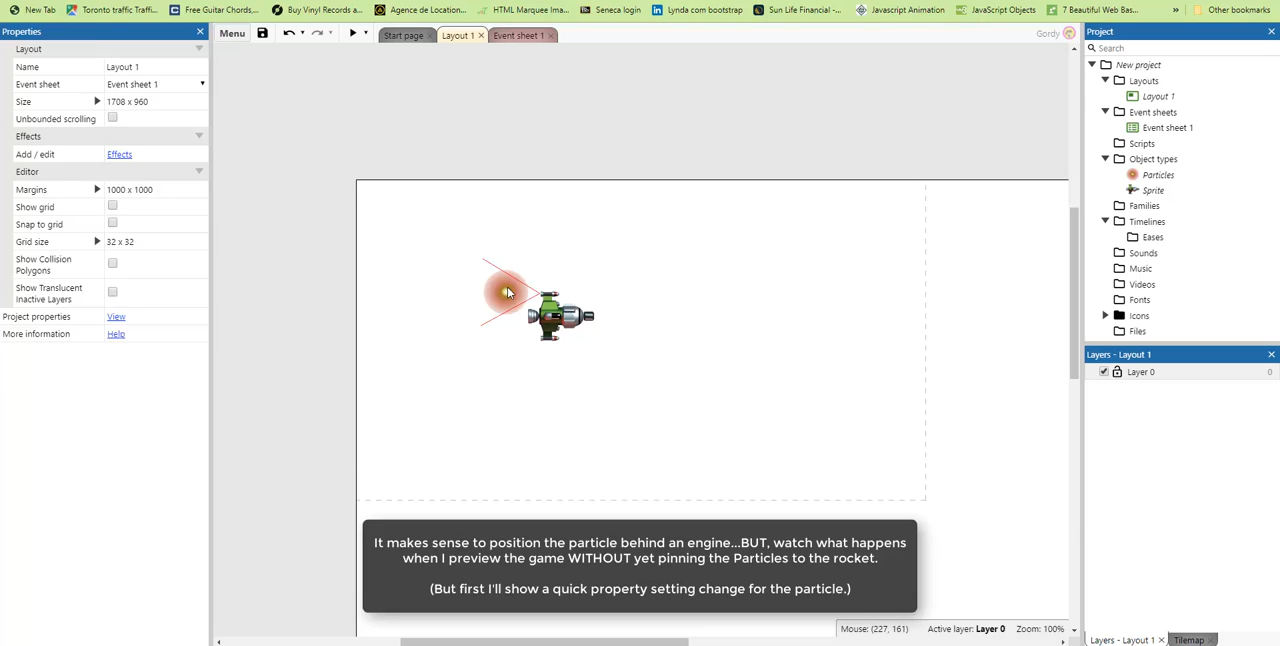 New Tab
Toronto traffic Traffi...
Free Guitar Chords,...
Buy Vinyl Records a...
Agence de Location...
HTML Marquee Ima...
Seneca login
Lynda com bootstrap
Sun Life Financial -...
Javascript Animation
JavaScript Objects
7 Beautiful Web Bas...
»
Other bookmarks
Properties
Menu
Start page
Layout 1
Event sheet 1
Gordy
Project
Layout
Name Layout 1
Event sheet Event sheet 1
Size 1708 x 960
Unbounded scrolling
Effects
Add / edit Effects
Editor
Margins 1000 x 1000
Show grid
Snap to grid
Grid size 32 x 32
Show Collision
Polygons
Show Translucent
Inactive Layers
Project properties View
More information Help
Search
New project
Layouts
Layout 1
Event sheets
Event sheet 1
Scripts
Object types
Particles
Sprite
Families
Timelines
Eases
Sounds
Music
Videos
Fonts
Icons
Files
Layers - Layout 1
Layer 0 0
It makes sense to position the particle behind an engine...BUT, watch what happens
when I preview the game WITHOUT yet pinning the Particles to the rocket.
(But first I'll show a quick property setting change for the particle.)
Mouse: (227, 161) Active layer: Layer 0 Zoom: 100%
Layers - Layout 1
Tilemap